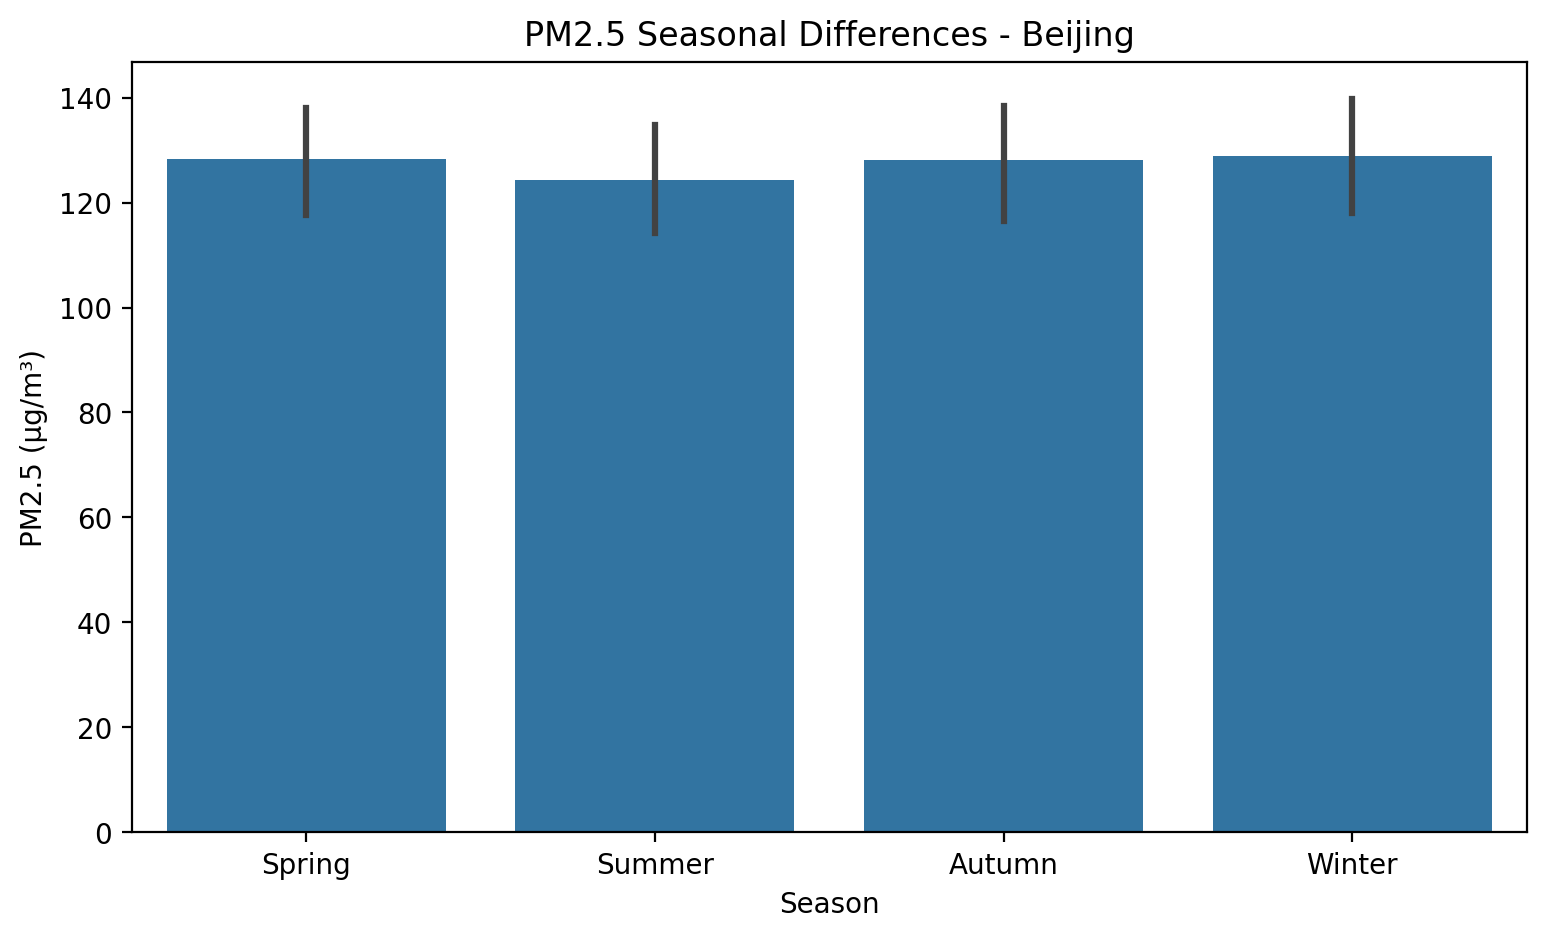 PM2.5 Seasonal Differences - Beijing
140
120
100
80
60
40
20
0
PM2.5 (µg/m³)
Spring
Summer
Autumn
Winter
Season